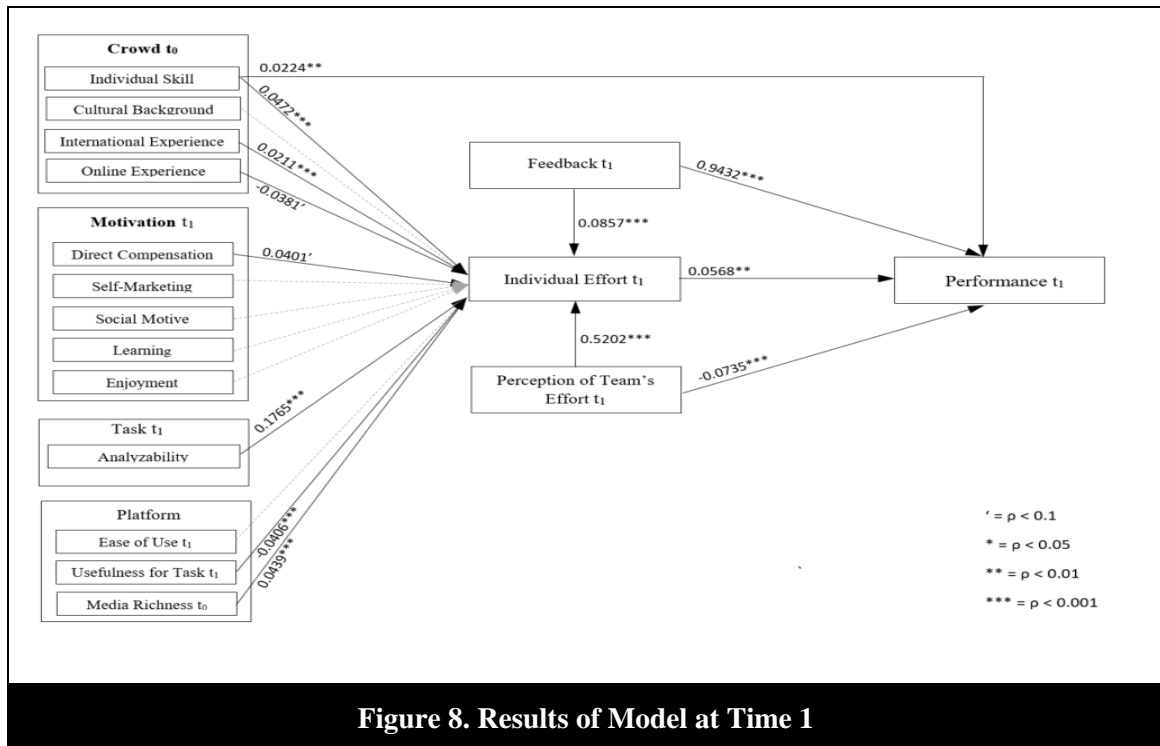 Crowd t₀
Individual Skill
Cultural Background
International Experience
Online Experience
0.0224**
0.0472***
0.0211***
-0.0381‘
Motivation t₁
Direct Compensation
Self-Marketing
Social Motive
Learning
Enjoyment
0.0401‘
Task t₁
Analyzability
0.1765***
Platform
Ease of Use t₁
Usefulness for Task t₁
Media Richness t₀
-0.0406***
0.0439***
Feedback t₁
0.9432***
0.0857***
Individual Effort t₁
0.0568**
Performance t₁
0.5202***
Perception of Team's
Effort t₁
-0.0735***
‘ = ρ < 0.1
* = ρ < 0.05
** = ρ < 0.01
*** = ρ < 0.001
Figure 8. Results of Model at Time 1